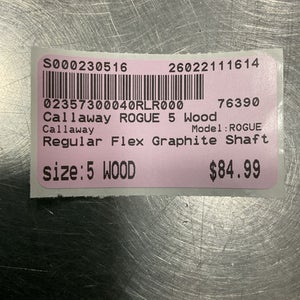 S000230516 26022111614
02357300040RLR000 76390
Callaway ROGUE 5 Wood
Callaway Model:ROGUE
Regular Flex Graphite Shaft
size:5 WOOD $84.99